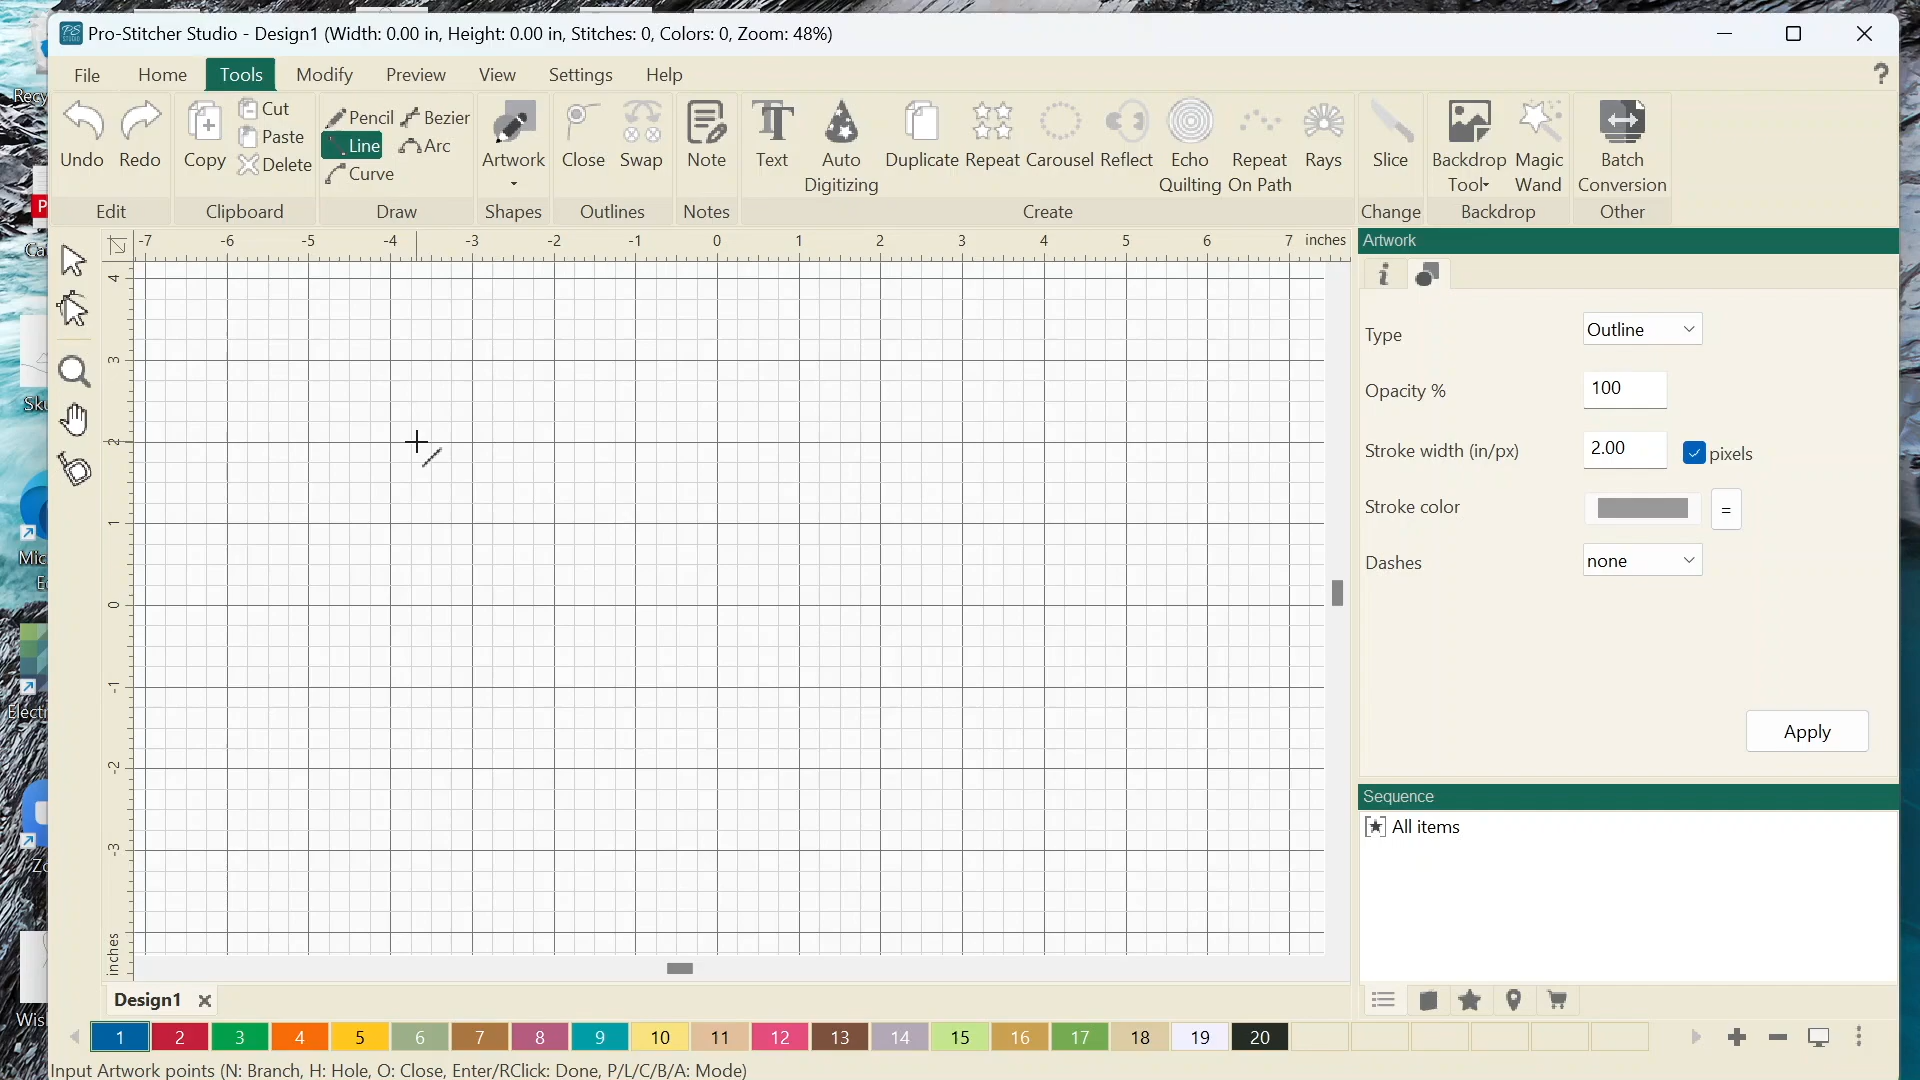 Pro-Stitcher Studio - Design1 (Width: 0.00 in, Height: 0.00 in, Stitches: 0, Colors: 0, Zoom: 48%)
File Home Tools Modify Preview View Settings Help ?
Undo Redo Copy Cut Paste Delete Pencil Bezier Line Arc Curve
Artwork Close Swap Note Text Auto Digitizing Duplicate Repeat Carousel Reflect Echo Quilting Repeat On Path Rays Slice Backdrop Tool Magic Wand Batch Conversion
Edit Clipboard Draw Shapes Outlines Notes Create Change Backdrop Other
-7 -6 -5 -4 -3 -2 -1 0 1 2 3 4 5 6 7 inches
4
3
2
1
0
-1
-2
-3
inches
Artwork
Type Outline
Opacity % 100
Stroke width (in/px) 2.00 pixels
Stroke color =
Dashes none
Apply
Sequence
All items
Design1
1 2 3 4 5 6 7 8 9 10 11 12 13 14 15 16 17 18 19 20
Input Artwork points (N: Branch, H: Hole, O: Close, Enter/RClick: Done, P/L/C/B/A: Mode)